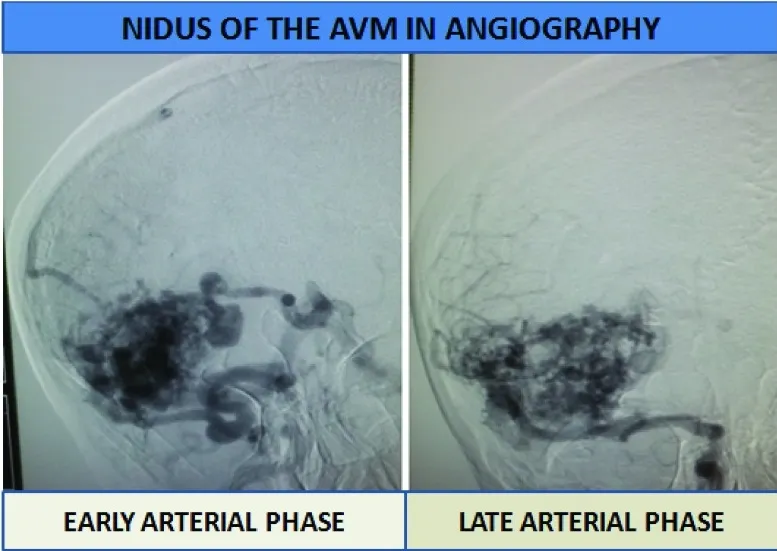 NIDUS OF THE AVM IN ANGIOGRAPHY
EARLY ARTERIAL PHASE
LATE ARTERIAL PHASE